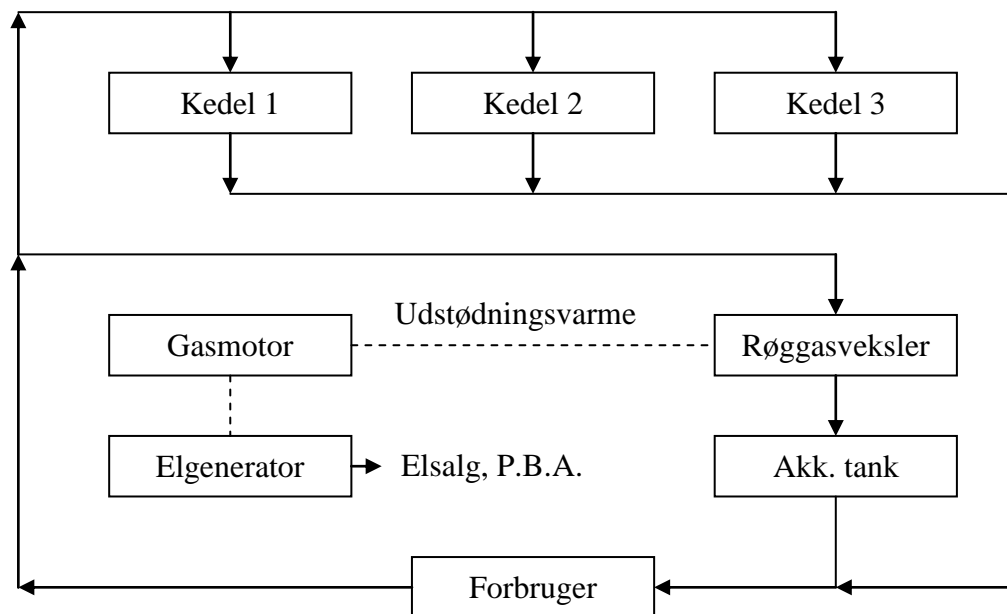 Kedel 1
Kedel 2
Kedel 3
Udstødningsvarme
Gasmotor
Røggasveksler
Elgenerator
Elsalg, P.B.A.
Akk. tank
Forbruger